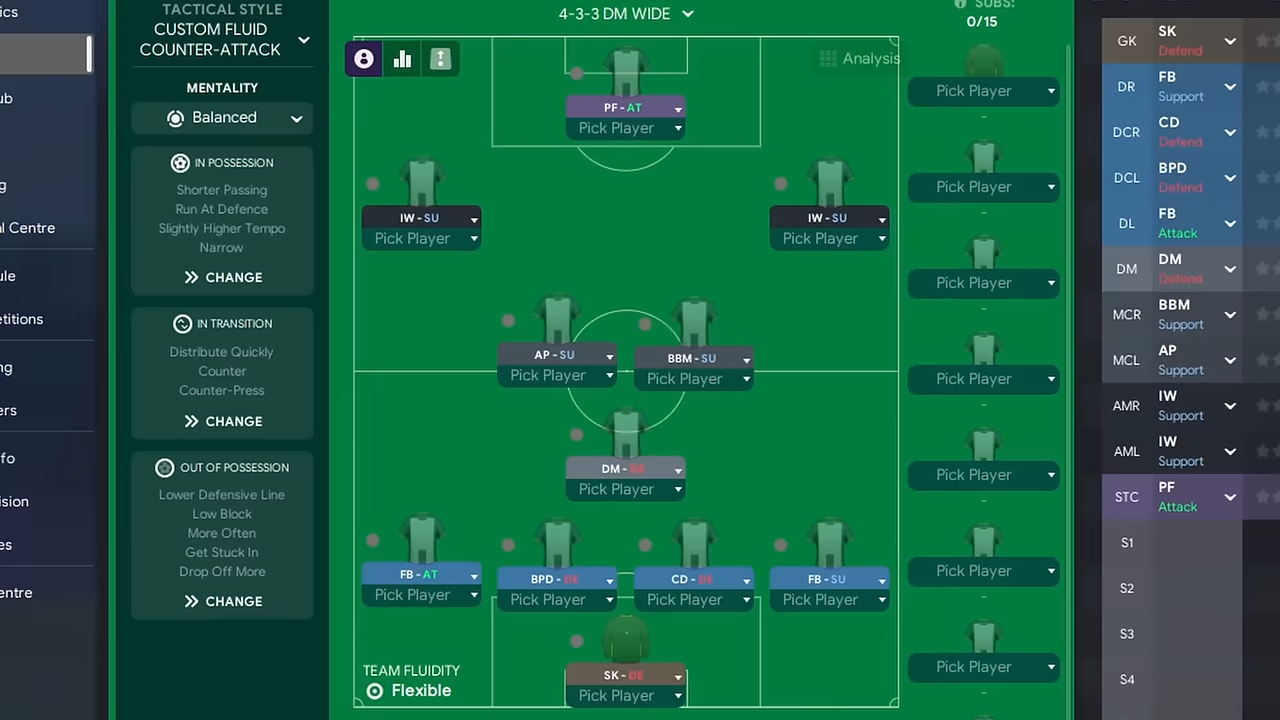 ics
ub
g
al Centre
ule
etitions
ng
ers
fo
ision
es
entre
TACTICAL STYLE
CUSTOM FLUID
COUNTER-ATTACK
MENTALITY
Balanced
IN POSSESSION
Shorter Passing
Run At Defence
Slightly Higher Tempo
Narrow
CHANGE
IN TRANSITION
Distribute Quickly
Counter
Counter-Press
CHANGE
OUT OF POSSESSION
Lower Defensive Line
Low Block
More Often
Get Stuck In
Drop Off More
CHANGE
4-3-3 DM WIDE
Analysis
PF - AT
Pick Player
IW - SU
Pick Player
IW - SU
Pick Player
AP - SU
Pick Player
BBM - SU
Pick Player
DM - DE
Pick Player
FB - AT
Pick Player
BPD - DE
Pick Player
CD - DE
Pick Player
FB - SU
Pick Player
SK - DE
Pick Player
TEAM FLUIDITY
Flexible
SUBS:
0/15
Pick Player
-
Pick Player
-
Pick Player
-
Pick Player
-
Pick Player
-
Pick Player
-
Pick Player
-
GK SK
Defend
DR FB
Support
DCR CD
Defend
DCL BPD
Defend
DL FB
Attack
DM DM
Defend
MCR BBM
Support
MCL AP
Support
AMR IW
Support
AML IW
Support
STC PF
Attack
S1
S2
S3
S4